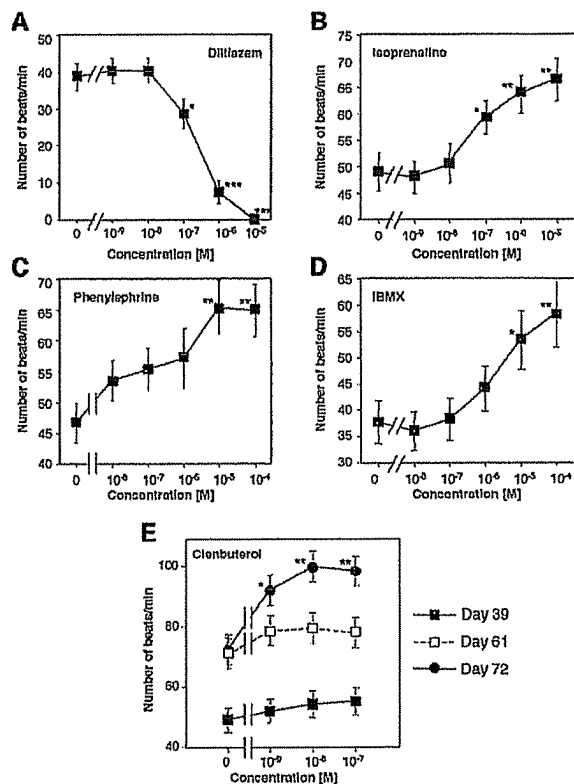 A
Diltiazem
Number of beats/min
50
40
30
20
10
0
*
***
***
0 10-9 10-8 10-7 10-6 10-5
Concentration [M]
B
Isoprenaline
Number of beats/min
75
70
65
60
55
50
45
40
*
**
**
0 10-9 10-8 10-7 10-6 10-5
Concentration [M]
C
Phenylephrine
Number of beats/min
70
65
60
55
50
45
40
**
**
0 10-8 10-7 10-6 10-5 10-4
Concentration [M]
D
IBMX
Number of beats/min
65
60
55
50
45
40
35
30
*
**
0 10-8 10-7 10-6 10-5 10-4
Concentration [M]
E
Clenbuterol
Number of beats/min
100
80
60
40
*
**
**
0 10-9 10-8 10-7
Concentration [M]
Day 39
Day 61
Day 72